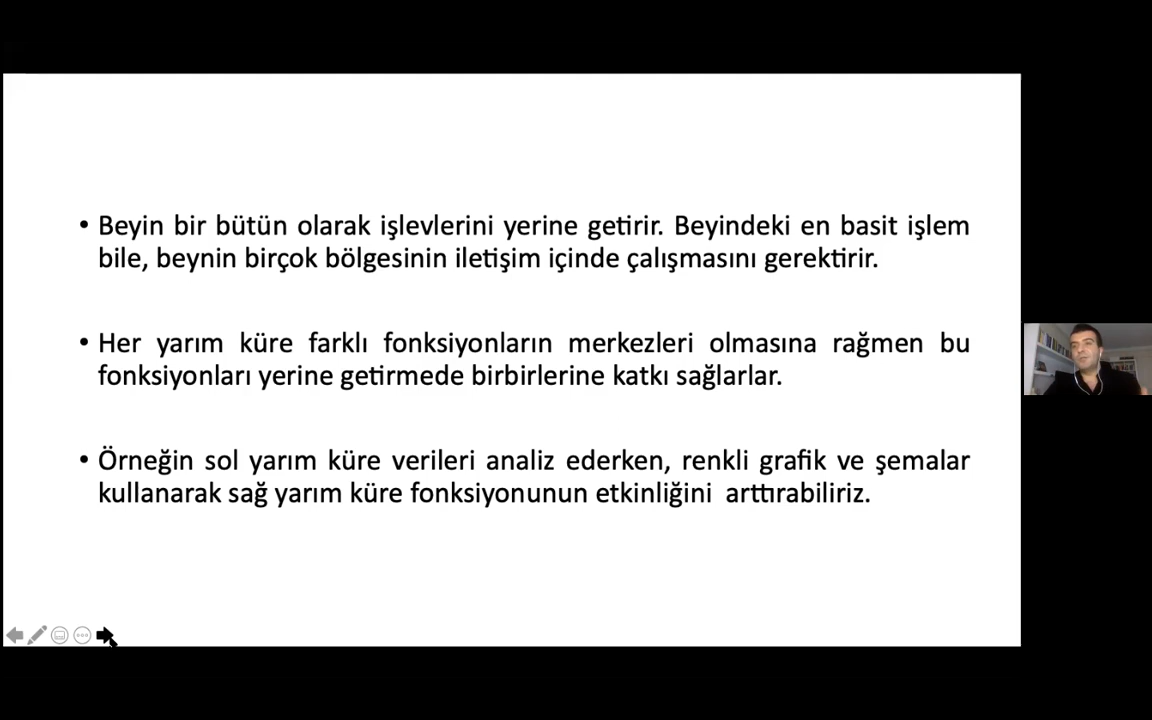 • Beyin bir bütün olarak işlevlerini yerine getirir. Beyindeki en basit işlem
bile, beynin birçok bölgesinin iletişim içinde çalışmasını gerektirir.
• Her yarım küre farklı fonksiyonların merkezleri olmasına rağmen bu
fonksiyonları yerine getirmede birbirlerine katkı sağlarlar.
• Örneğin sol yarım küre verileri analiz ederken, renkli grafik ve şemalar
kullanarak sağ yarım küre fonksiyonunun etkinliğini  arttırabiliriz.